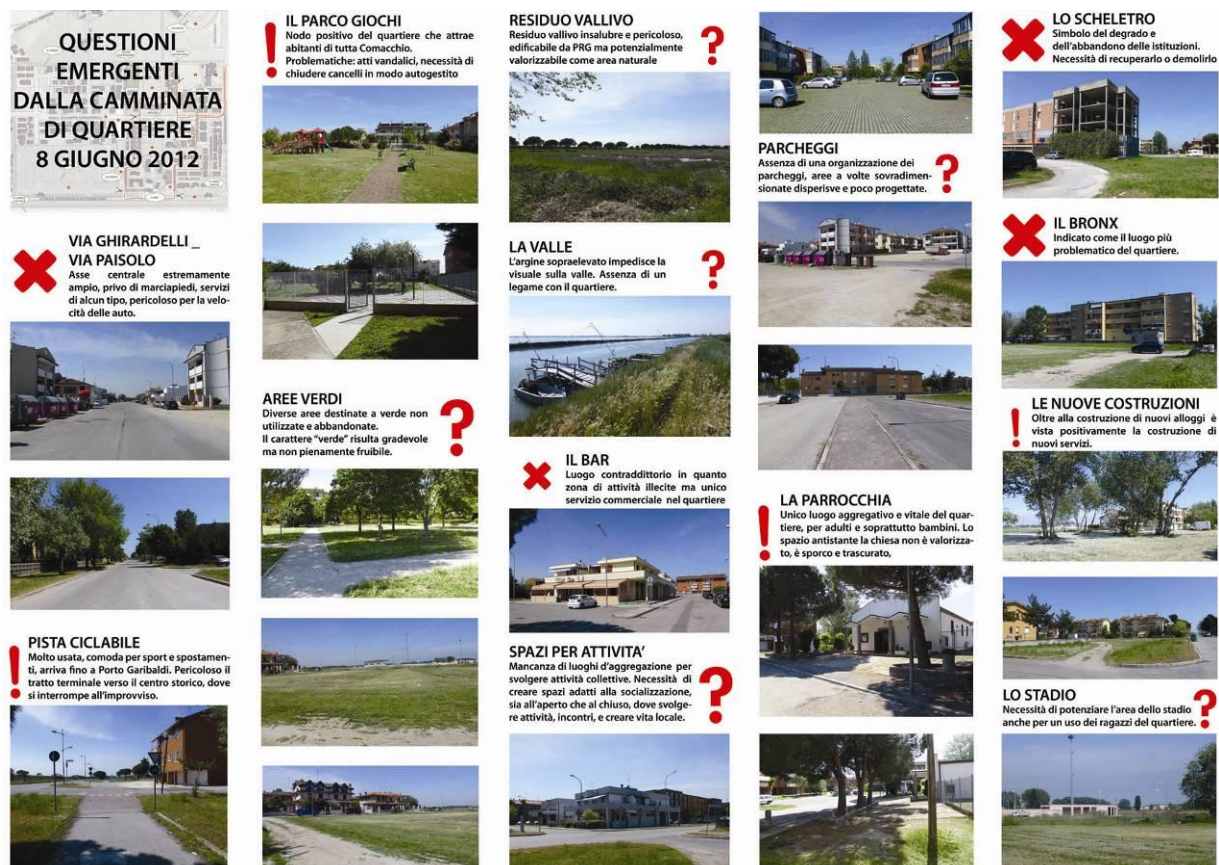 QUESTIONI
EMERGENTI
DALLA CAMMINATA
DI QUARTIERE
8 GIUGNO 2012
VIA GHIRARDELLI _
VIA PAISOLO
Asse centrale estremamente
ampio, privo di marciapiedi, servizi
di alcun tipo, pericoloso per la velo-
cità delle auto.
PISTA CICLABILE
Molto usata, comoda per sport e spostamen-
ti, arriva fino a Porto Garibaldi. Pericoloso il
tratto terminale verso il centro storico, dove
si interrompe all'improvviso.
IL PARCO GIOCHI
Nodo positivo del quartiere che attrae
abitanti di tutta Comacchio.
Problematiche: atti vandalici, necessità di
chiudere cancelli in modo autogestito
AREE VERDI
Diverse aree destinate a verde non
utilizzate e abbandonate.
Il carattere "verde" risulta gradevole
ma non pienamente fruibile.
RESIDUO VALLIVO
Residuo vallivo insalubre e pericoloso,
edificabile da PRG ma potenzialmente
valorizzabile come area naturale
LA VALLE
L'argine sopraelevato impedisce la
visuale sulla valle. Assenza di un
legame con il quartiere.
IL BAR
Luogo contraddittorio in quanto
zona di attività illecite ma unico
servizio commerciale nel quartiere
SPAZI PER ATTIVITA'
Mancanza di luoghi d'aggregazione per
svolgere attività collettive. Necessità di
creare spazi adatti alla socializzazione,
sia all'aperto che al chiuso, dove svolge-
re attività, incontri, e creare vita locale.
PARCHEGGI
Assenza di una organizzazione dei
parcheggi, aree a volte sovradimen-
sionate disperisve e poco progettate.
LA PARROCCHIA
Unico luogo aggregativo e vitale del quar-
tiere, per adulti e soprattutto bambini. Lo
spazio antistante la chiesa non è valorizza-
to, è sporco e trascurato,
LO SCHELETRO
Simbolo del degrado e
dell'abbandono delle istituzioni.
Necessità di recuperarlo o demolirlo
IL BRONX
Indicato come il luogo più
problematico del quartiere.
LE NUOVE COSTRUZIONI
Oltre alla costruzione di nuovi alloggi è
vista positivamente la costruzione di
nuovi servizi.
LO STADIO
Necessità di potenziare l'area dello stadio
anche per un uso dei ragazzi del quartiere.